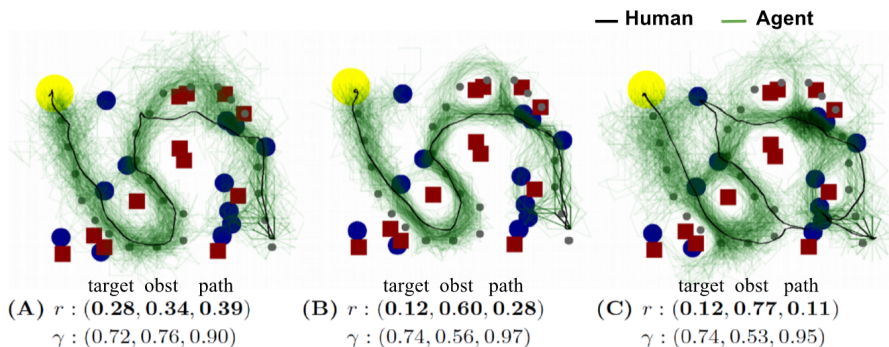 Human Agent
target obst path target obst path target obst path
(A) r : (0.28, 0.34, 0.39) (B) r : (0.12, 0.60, 0.28) (C) r : (0.12, 0.77, 0.11)
γ : (0.72, 0.76, 0.90) γ : (0.74, 0.56, 0.97) γ : (0.74, 0.53, 0.95)